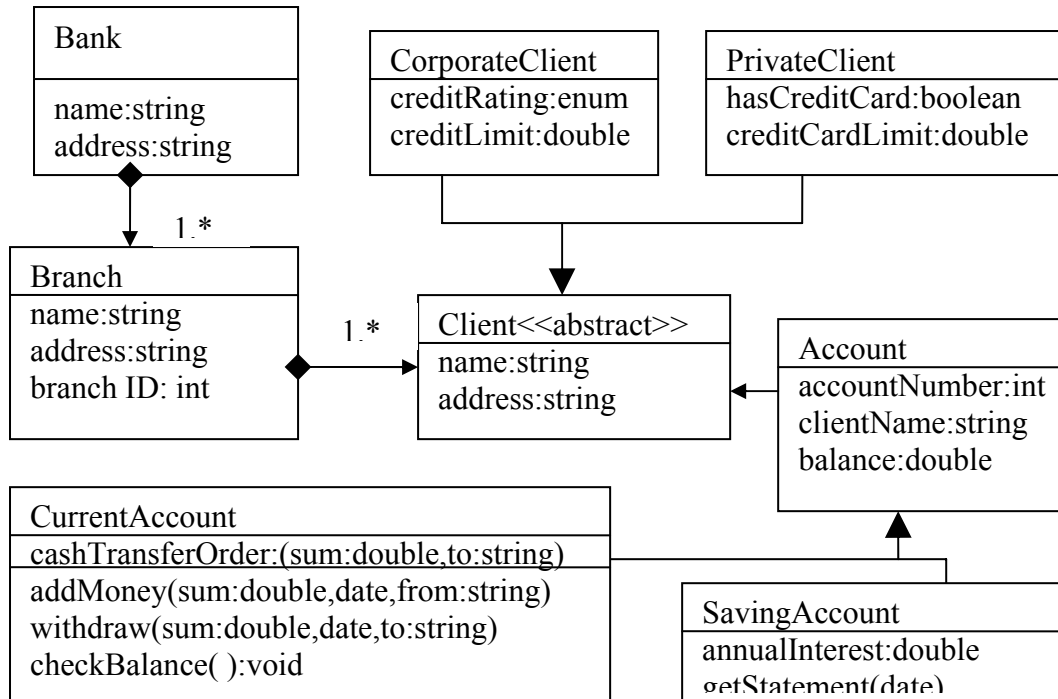 Bank
name:string
address:string
CorporateClient
creditRating:enum
creditLimit:double
PrivateClient
hasCreditCard:boolean
creditCardLimit:double
1.*
Branch
name:string
address:string
branch ID: int
1.*
Client<<abstract>>
name:string
address:string
Account
accountNumber:int
clientName:string
balance:double
CurrentAccount
cashTransferOrder:(sum:double,to:string)
addMoney(sum:double,date,from:string)
withdraw(sum:double,date,to:string)
checkBalance( ):void
SavingAccount
annualInterest:double
getStatement(date)